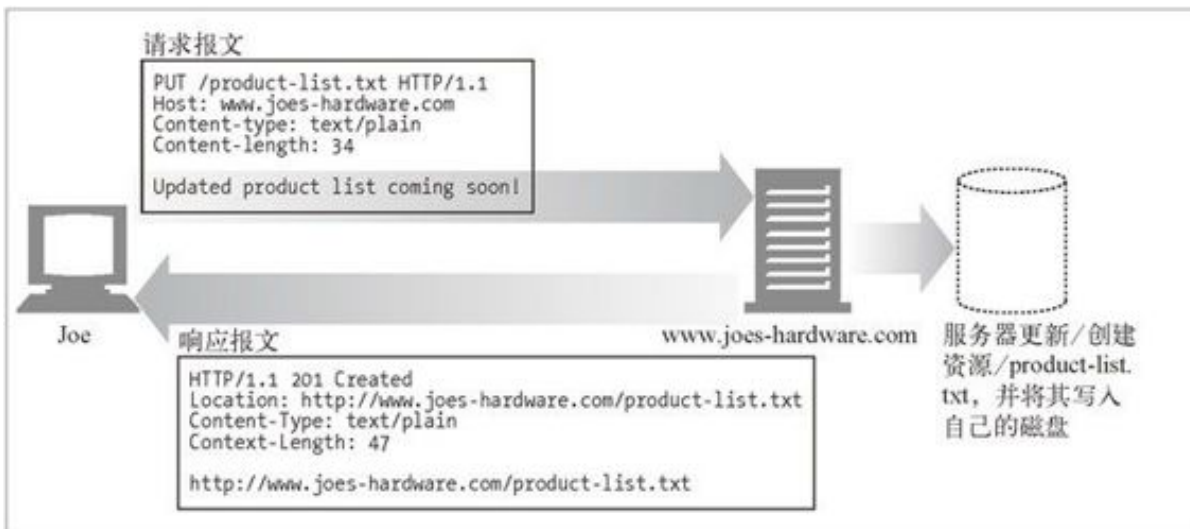 请求报文
PUT /product-list.txt HTTP/1.1
Host: www.joes-hardware.com
Content-type: text/plain
Content-length: 34
Updated product list coming soon!
Joe
www.joes-hardware.com
服务器更新/创建
资源/product-list.
txt，并将其写入
自己的磁盘
响应报文
HTTP/1.1 201 Created
Location: http://www.joes-hardware.com/product-list.txt
Content-Type: text/plain
Context-Length: 47
http://www.joes-hardware.com/product-list.txt